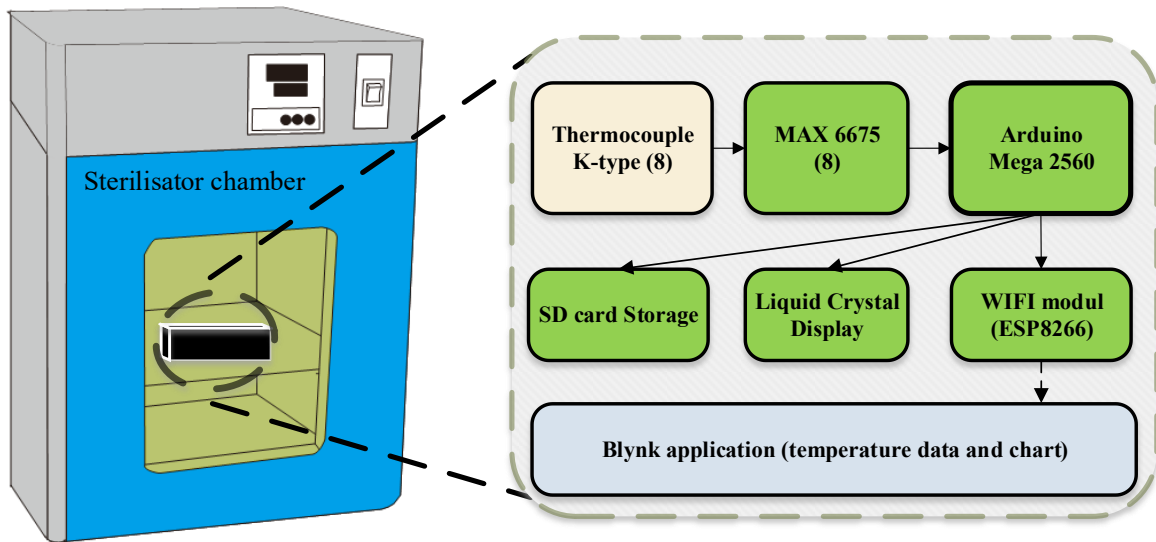 Sterilisator chamber
Thermocouple
K-type (8)
MAX 6675
(8)
Arduino
Mega 2560
SD card Storage
Liquid Crystal
Display
WIFI modul
(ESP8266)
Blynk application (temperature data and chart)